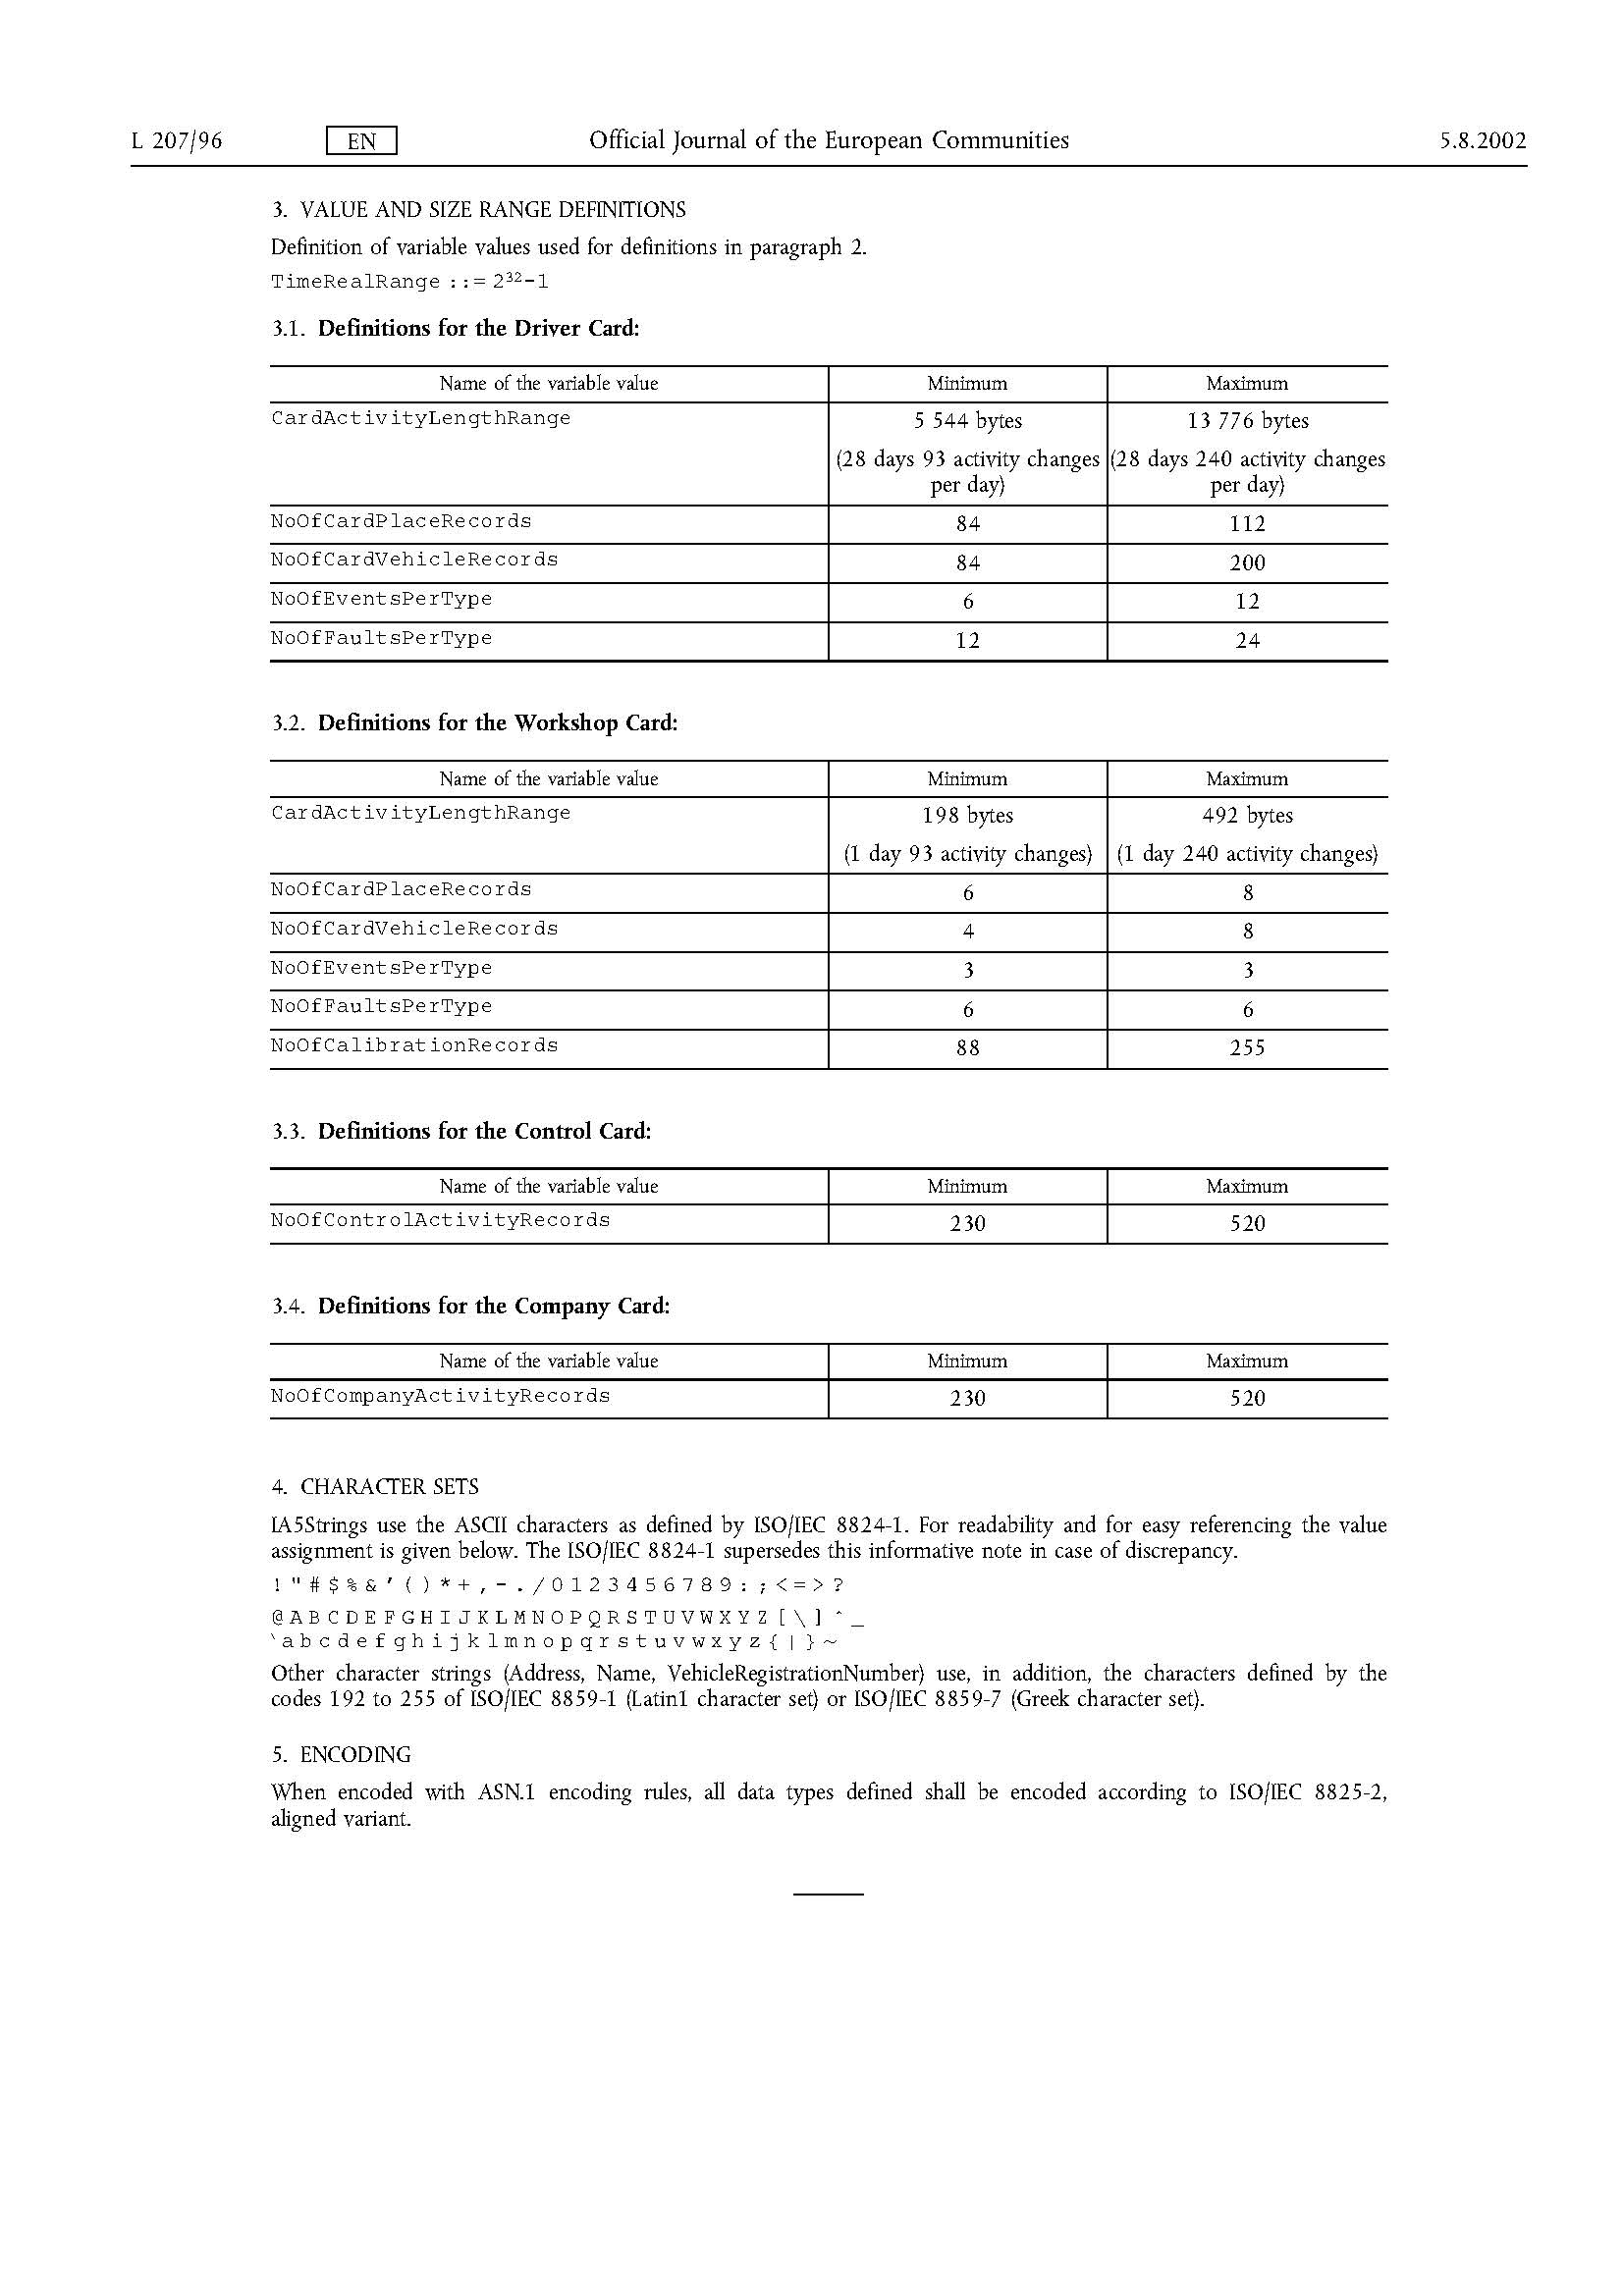 L 207/96 EN Official Journal of the European Communities 5.8.2002
3. VALUE AND SIZE RANGE DEFINITIONS
Definition of variable values used for definitions in paragraph 2.
TimeRealRange ::= 2³²-1
3.1. Definitions for the Driver Card:
Name of the variable value Minimum Maximum
CardActivityLengthRange 5 544 bytes 13 776 bytes
(28 days 93 activity changes (28 days 240 activity changes
per day) per day)
NoOfCardPlaceRecords 84 112
NoOfCardVehicleRecords 84 200
NoOfEventsPerType 6 12
NoOfFaultsPerType 12 24
3.2. Definitions for the Workshop Card:
Name of the variable value Minimum Maximum
CardActivityLengthRange 198 bytes 492 bytes
(1 day 93 activity changes) (1 day 240 activity changes)
NoOfCardPlaceRecords 6 8
NoOfCardVehicleRecords 4 8
NoOfEventsPerType 3 3
NoOfFaultsPerType 6 6
NoOfCalibrationRecords 88 255
3.3. Definitions for the Control Card:
Name of the variable value Minimum Maximum
NoOfControlActivityRecords 230 520
3.4. Definitions for the Company Card:
Name of the variable value Minimum Maximum
NoOfCompanyActivityRecords 230 520
4. CHARACTER SETS
IA5Strings use the ASCII characters as defined by ISO/IEC 8824-1. For readability and for easy referencing the value
assignment is given below. The ISO/IEC 8824-1 supersedes this informative note in case of discrepancy.
! " # $ % & ’ ( ) * + , - . / 0 1 2 3 4 5 6 7 8 9 : ; < = > ?
@ A B C D E F G H I J K L M N O P Q R S T U V W X Y Z [ \ ] ˆ _
‘ a b c d e f g h i j k l m n o p q r s t u v w x y z { | } ~
Other character strings (Address, Name, VehicleRegistrationNumber) use, in addition, the characters defined by the
codes 192 to 255 of ISO/IEC 8859-1 (Latin1 character set) or ISO/IEC 8859-7 (Greek character set).
5. ENCODING
When encoded with ASN.1 encoding rules, all data types defined shall be encoded according to ISO/IEC 8825-2,
aligned variant.